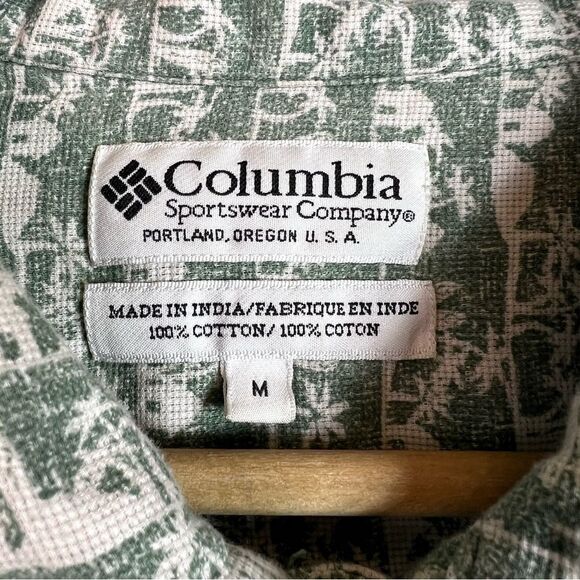 Columbia
Sportswear Company®
PORTLAND, OREGON U. S. A.
MADE IN INDIA/FABRIQUE EN INDE
100% COTTON/ 100% COTON
M